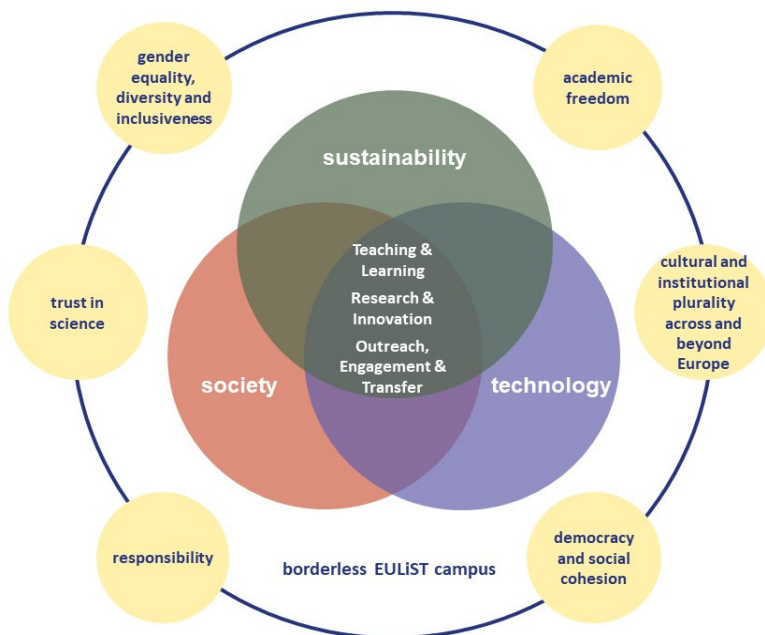 gender
equality,
diversity and
inclusiveness
academic
freedom
sustainability
Teaching &
Learning
Research &
Innovation
Outreach,
Engagement &
Transfer
trust in
science
cultural and
institutional
plurality
across and
beyond
Europe
society
technology
responsibility
borderless EULiST campus
democracy
and social
cohesion